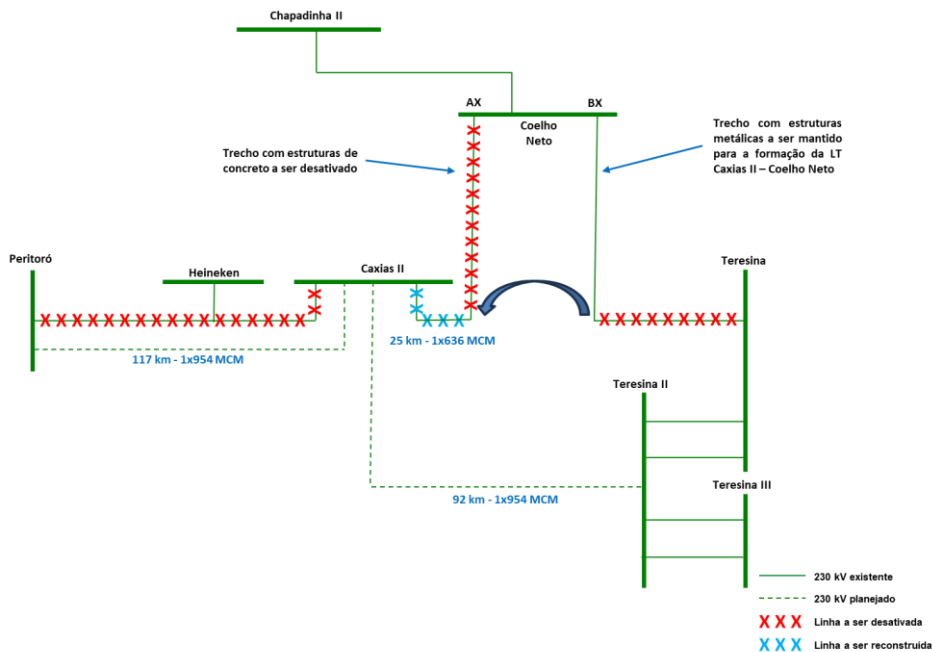 Chapadinha II
AX
BX
Coelho
Neto
Trecho com estruturas
metálicas a ser mantido
para a formação da LT
Caxias II – Coelho Neto
Trecho com estruturas de
concreto a ser desativado
Peritoró
Heineken
Caxias II
Teresina
25 km - 1x636 MCM
117 km - 1x954 MCM
Teresina II
Teresina III
92 km - 1x954 MCM
230 kV existente
230 kV planejado
Linha a ser desativada
Linha a ser reconstruída